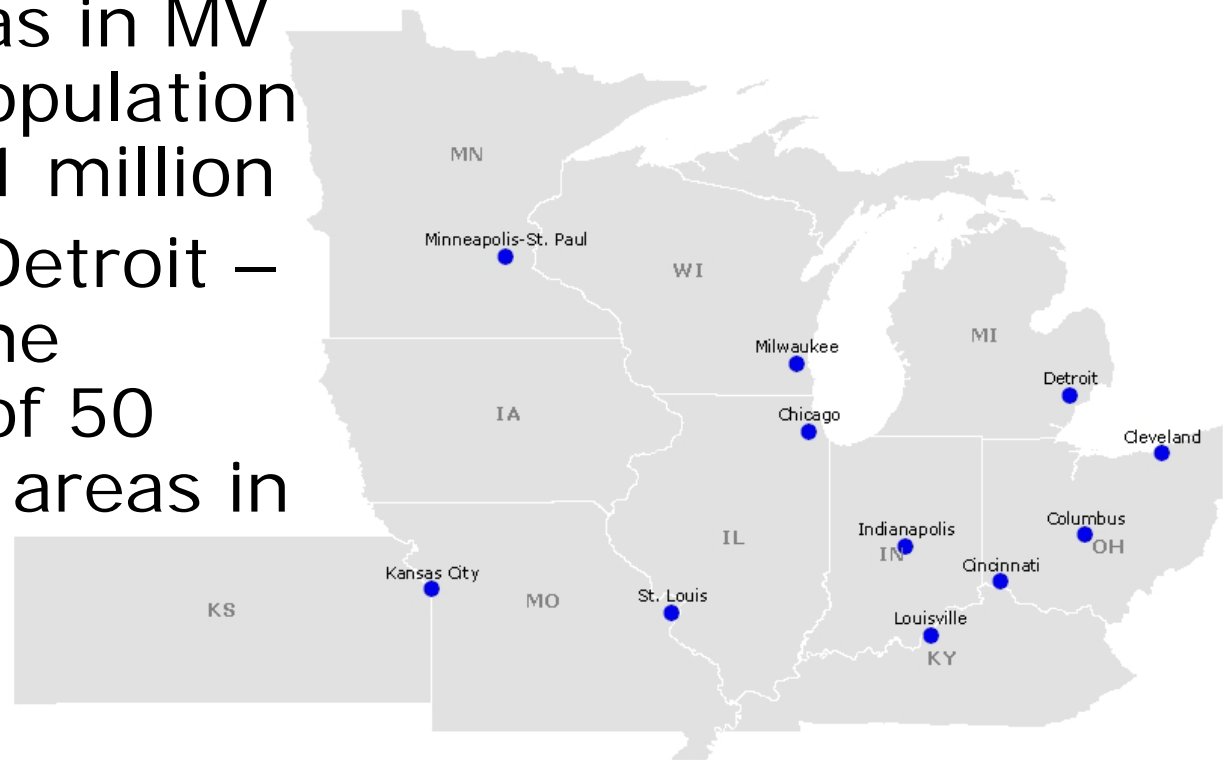 as in MV
opulation
1 million
Detroit –
ne
of 50
areas in
MN
Minneapolis-St. Paul
WI
Milwaukee
MI
Detroit
Chicago
IA
Cleveland
Columbus
Indianapolis
IL
OH
IN
Cincinnati
Kansas City
MO
St. Louis
KS
Louisville
KY